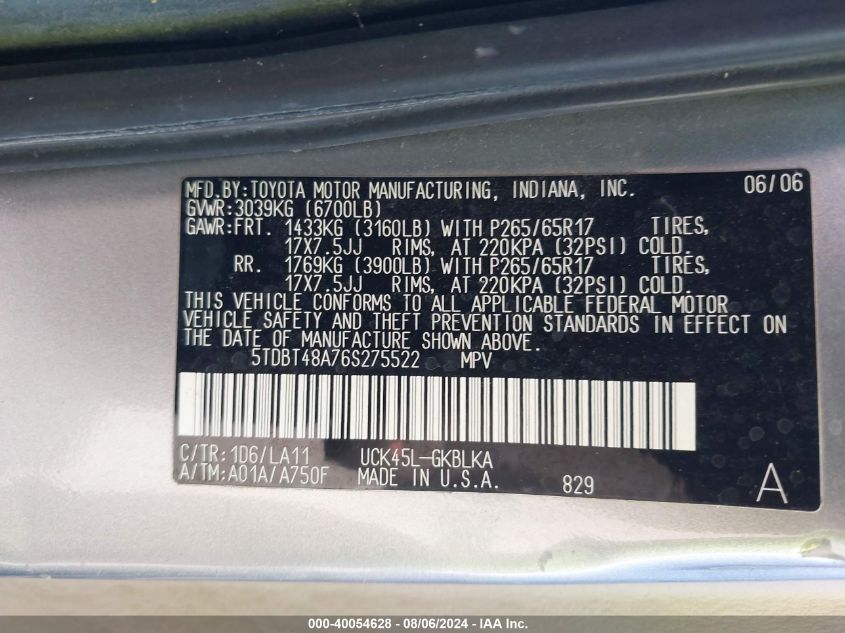 MFD.BY:TOYOTA MOTOR MANUFACTURING, INDIANA, INC. 06/06
GVWR:3039KG (6700LB)
GAWR:FRT. 1433KG (3160LB) WITH P265/65R17 TIRES,
17X7.5JJ RIMS, AT 220KPA (32PSI) COLD.
RR. 1769KG (3900LB) WITH P265/65R17 TIRES,
17X7.5JJ RIMS, AT 220KPA (32PSI) COLD.
THIS VEHICLE CONFORMS TO ALL APPLICABLE FEDERAL MOTOR
VEHICLE SAFETY AND THEFT PREVENTION STANDARDS IN EFFECT ON
THE DATE OF MANUFACTURE SHOWN ABOVE.
5TDBT48A76S275522 MPV
C/TR:1D6/LA11 UCK45L-GKBLKA
A/TM:A01A/A750F MADE IN U.S.A. 829 A
000-40054628 - 08/06/2024 - IAA Inc.